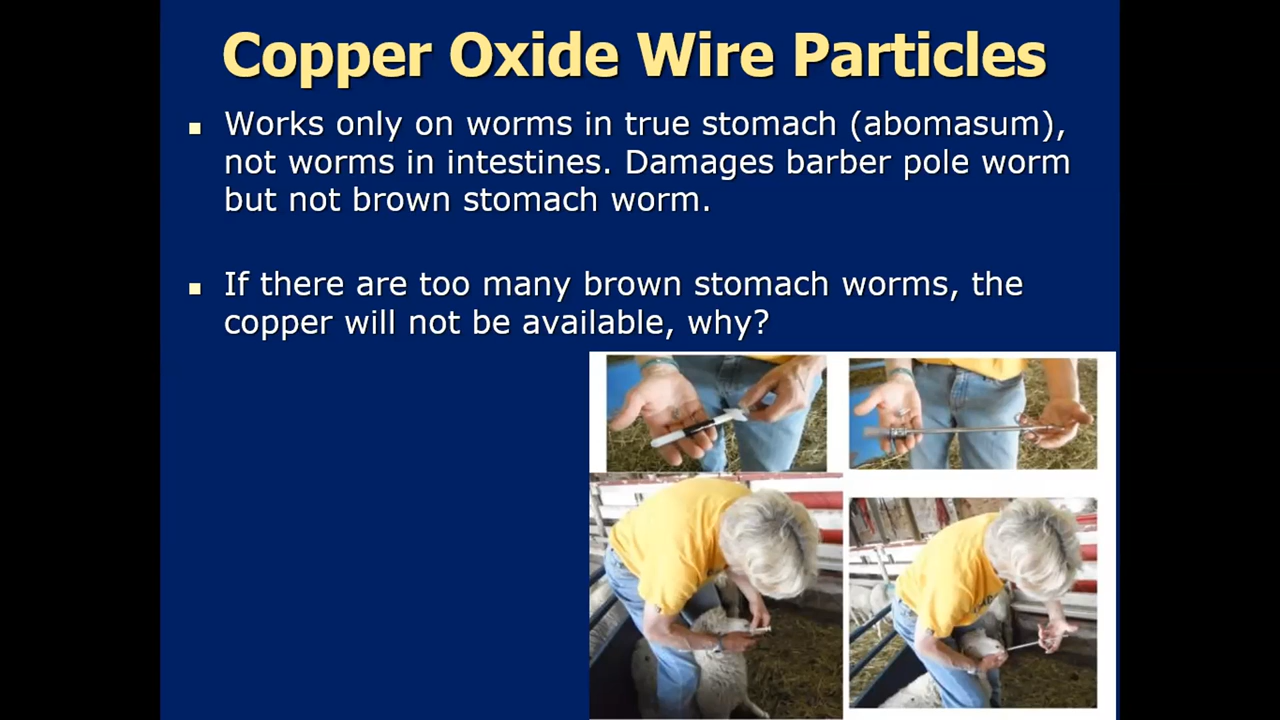 Copper Oxide Wire Particles
Works only on worms in true stomach (abomasum),
not worms in intestines. Damages barber pole worm
but not brown stomach worm.
If there are too many brown stomach worms, the
copper will not be available, why?